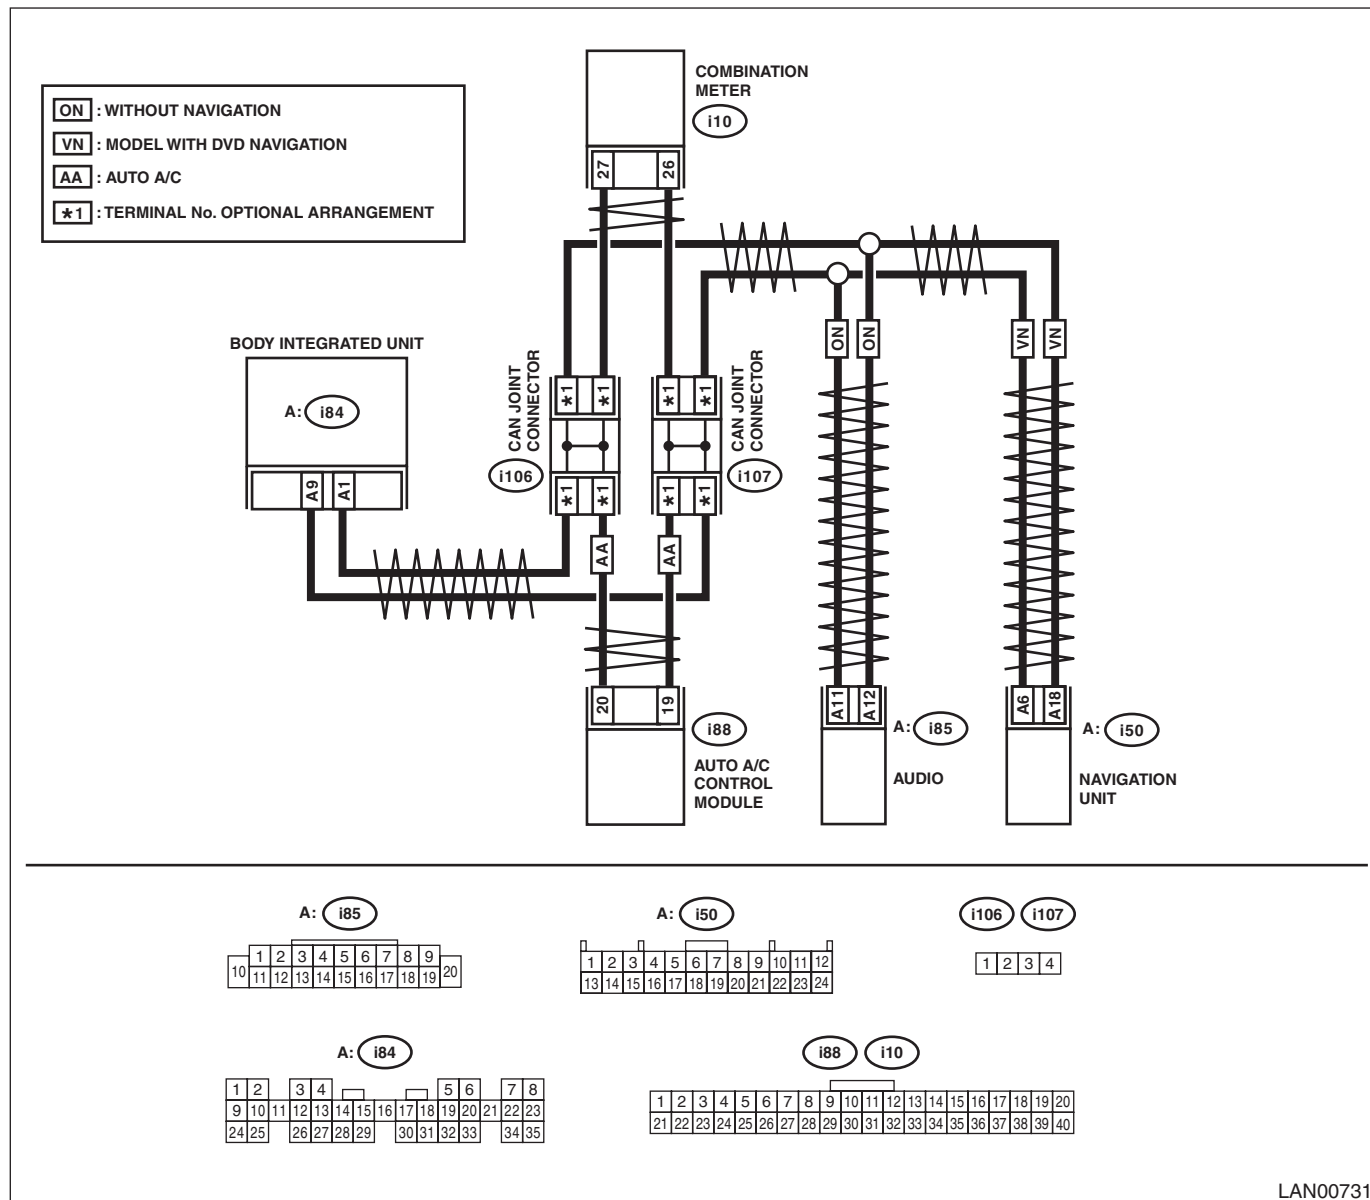 COMBINATION
METER
i10
ON : WITHOUT NAVIGATION
VN : MODEL WITH DVD NAVIGATION
AA : AUTO A/C
*1 : TERMINAL No. OPTIONAL ARRANGEMENT
27 26
BODY INTEGRATED UNIT
A: i84
A9 A1
CAN JOINT
CONNECTOR
i106
*1 *1
*1 *1
CAN JOINT
CONNECTOR
i107
*1 *1
*1 *1
ON ON VN VN
AA AA
20 19
i88
AUTO A/C
CONTROL
MODULE
A11 A12
A: i85
AUDIO
A6 A18
A: i50
NAVIGATION
UNIT
A: i85
1 2 3 4 5 6 7 8 9
10 11 12 13 14 15 16 17 18 19 20
A: i50
1 2 3 4 5 6 7 8 9 10 11 12
13 14 15 16 17 18 19 20 21 22 23 24
i106 i107
1 2 3 4
A: i84
1 2 3 4 5 6 7 8
9 10 11 12 13 14 15 16 17 18 19 20 21 22 23
24 25 26 27 28 29 30 31 32 33 34 35
i88 i10
1 2 3 4 5 6 7 8 9 10 11 12 13 14 15 16 17 18 19 20
21 22 23 24 25 26 27 28 29 30 31 32 33 34 35 36 37 38 39 40
LAN00731